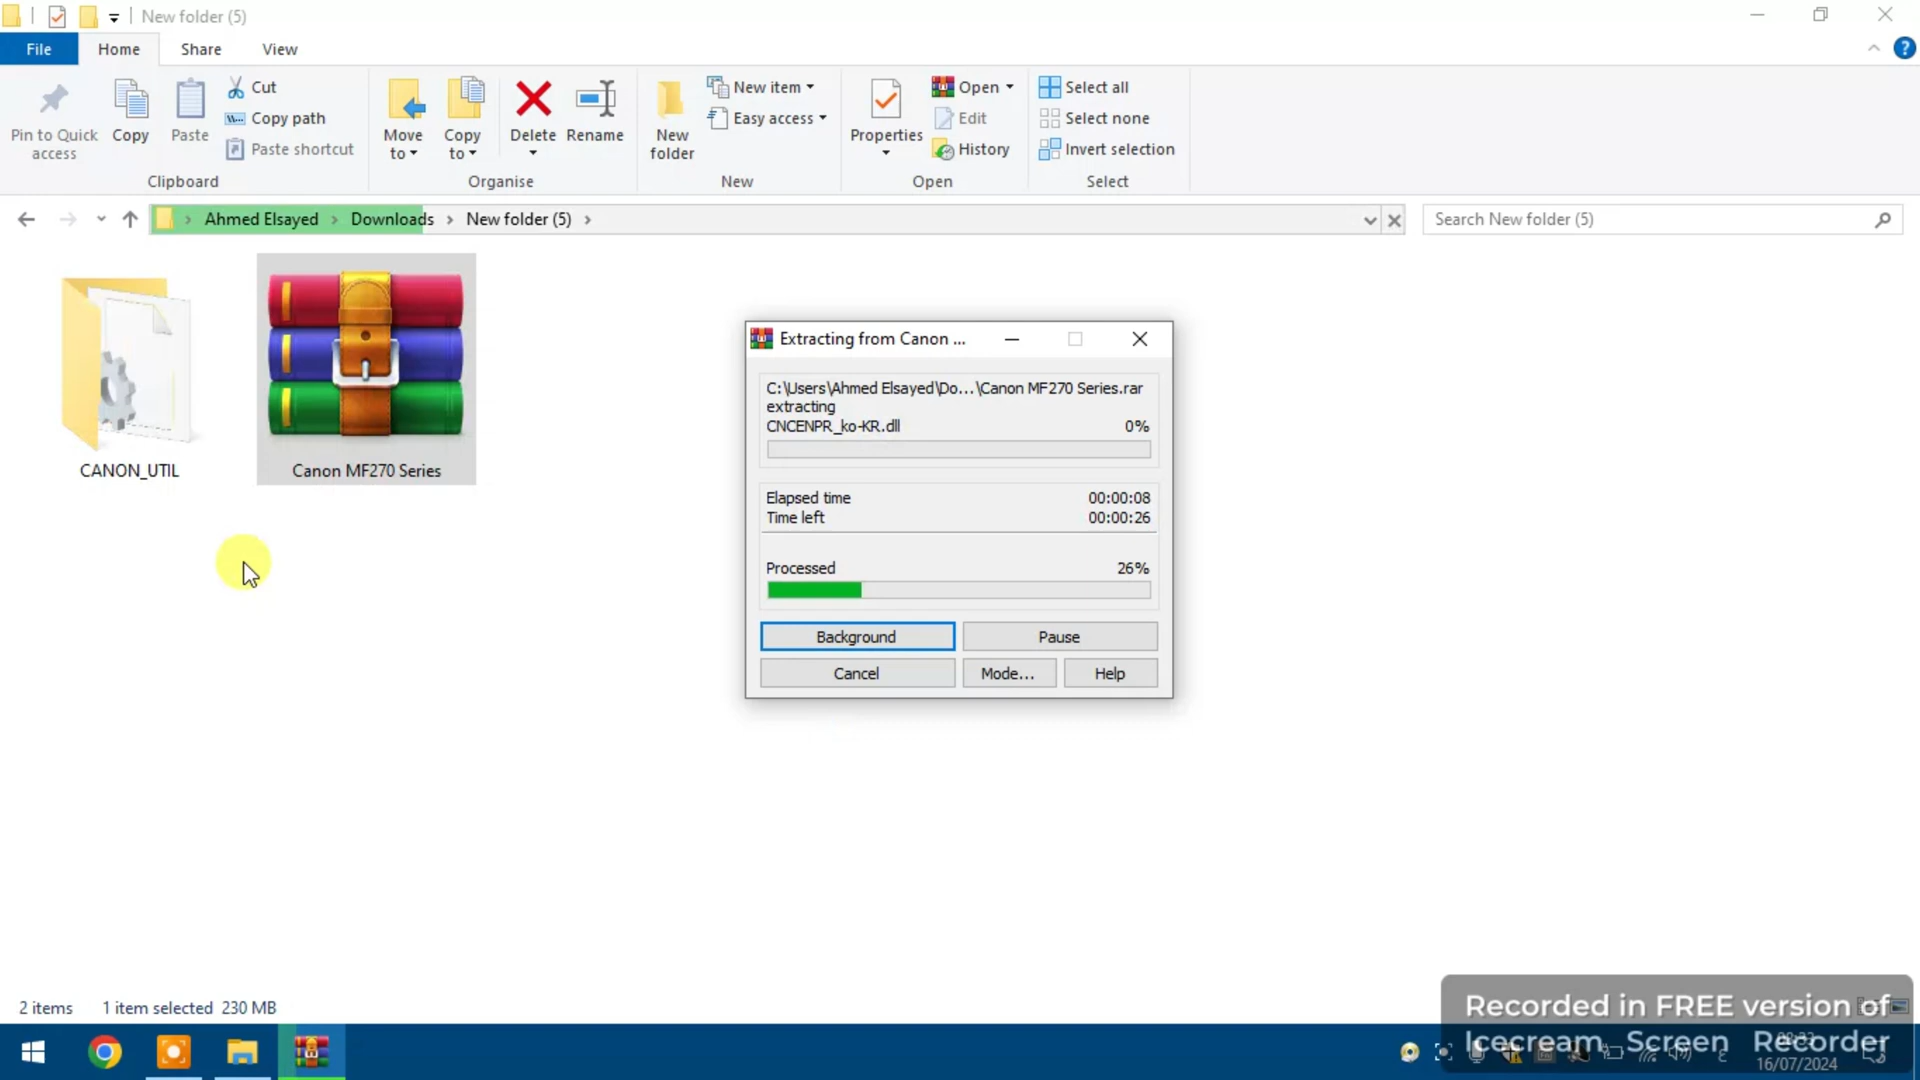 New folder (5)
File
Home
Share
View
Pin to Quick
access
Copy
Paste
Cut
Copy path
Paste shortcut
Clipboard
Move
to
Copy
to
Delete
Rename
Organise
New
folder
New item
Easy access
New
Properties
Open
Edit
History
Open
Select all
Select none
Invert selection
Select
Ahmed Elsayed
Downloads
New folder (5)
Search New folder (5)
CANON_UTIL
Canon MF270 Series
Extracting from Canon ...
C:\Users\Ahmed Elsayed\Do...\Canon MF270 Series.rar
extracting
CNCENPR_ko-KR.dll 0%
Elapsed time 00:00:08
Time left 00:00:26
Processed 26%
Background
Pause
Cancel
Mode...
Help
2 items
1 item selected 230 MB
Recorded in FREE version of
Icecream Screen Recorder
16/07/2024